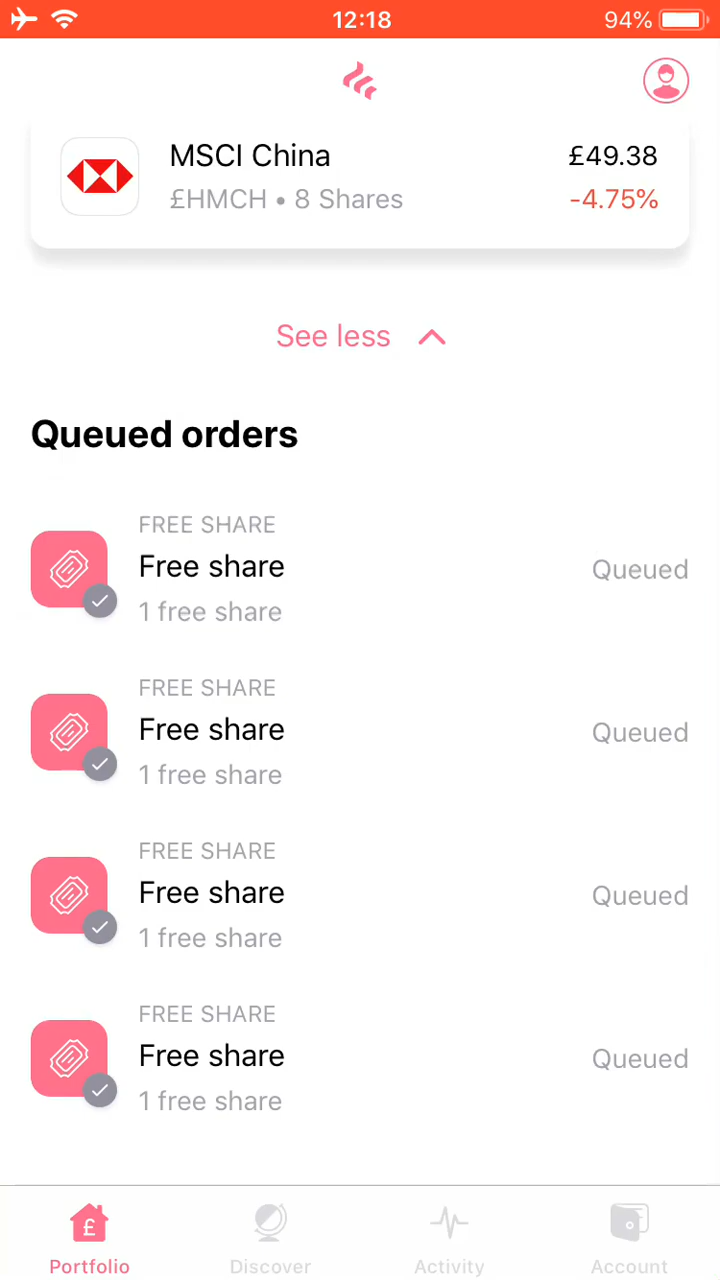 12:18
94%
MSCI China
£49.38
£HMCH • 8 Shares
-4.75%
See less
Queued orders
FREE SHARE
Free share
Queued
1 free share
FREE SHARE
Free share
Queued
1 free share
FREE SHARE
Free share
Queued
1 free share
FREE SHARE
Free share
Queued
1 free share
£
Portfolio
Discover
Activity
Account